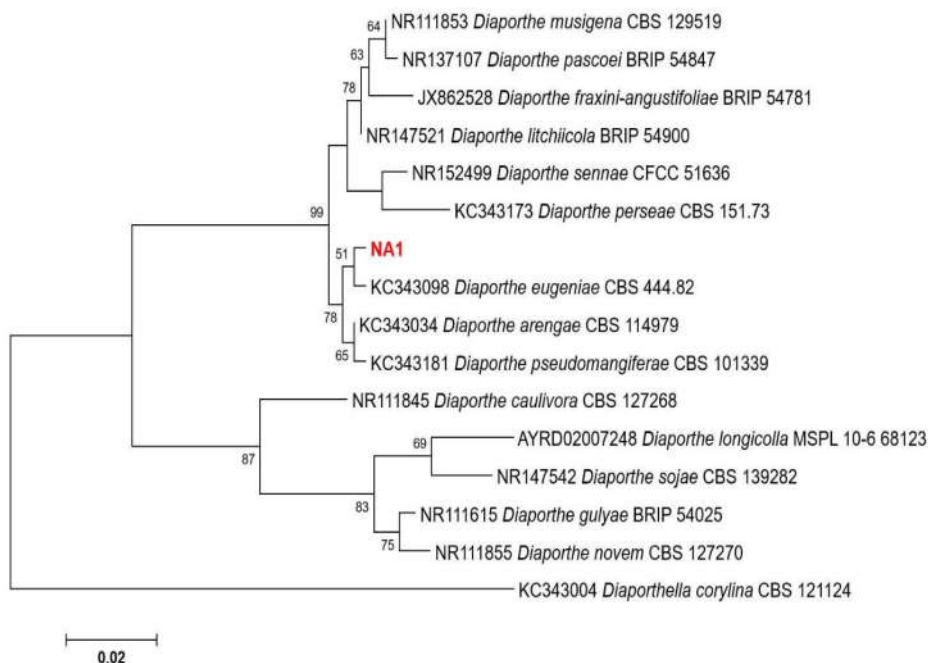 64
NR111853 Diaporthe musigena CBS 129519
63
NR137107 Diaporthe pascoei BRIP 54847
78
JX862528 Diaporthe fraxini-angustifoliae BRIP 54781
NR147521 Diaporthe litchiicola BRIP 54900
NR152499 Diaporthe sennae CFCC 51636
99
KC343173 Diaporthe perseae CBS 151.73
51
NA1
KC343098 Diaporthe eugeniae CBS 444.82
78
KC343034 Diaporthe arengae CBS 114979
65
KC343181 Diaporthe pseudomangiferae CBS 101339
NR111845 Diaporthe caulivora CBS 127268
69
AYRD02007248 Diaporthe longicolla MSPL 10-6 68123
87
NR147542 Diaporthe sojae CBS 139282
83
NR111615 Diaporthe gulyae BRIP 54025
75
NR111855 Diaporthe novem CBS 127270
KC343004 Diaporthella corylina CBS 121124
0.02